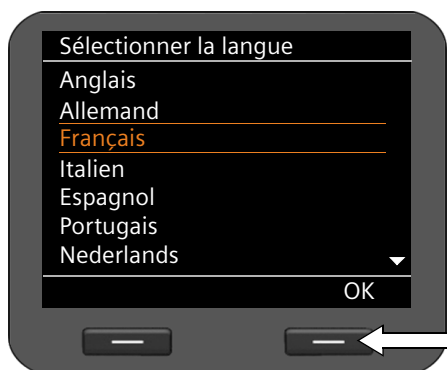 Sélectionner la langue
Anglais
Allemand
Français
Italien
Espagnol
Portugais
Nederlands
OK